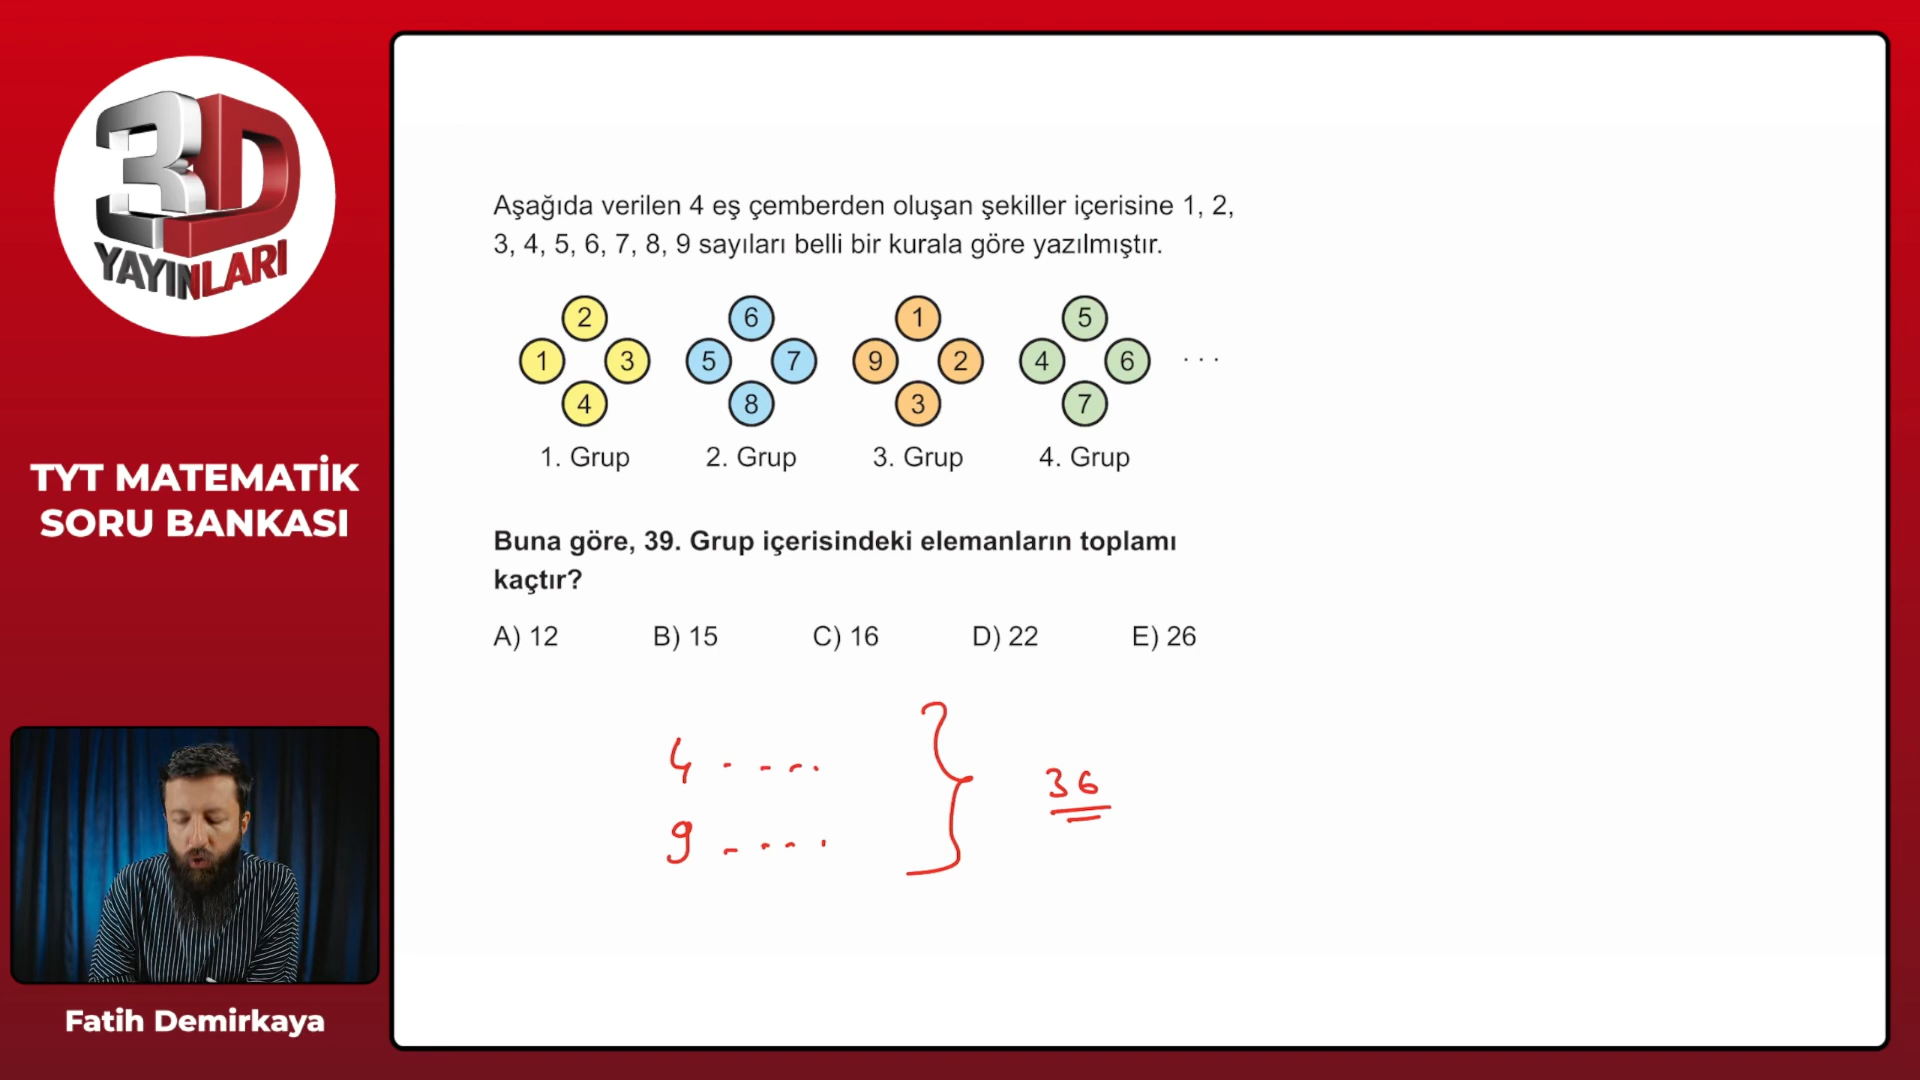 3D
YAYINLARI
TYT MATEMATİK
SORU BANKASI
Fatih Demirkaya
Aşağıda verilen 4 eş çemberden oluşan şekiller içerisine 1, 2,
3, 4, 5, 6, 7, 8, 9 sayıları belli bir kurala göre yazılmıştır.
2 6 1 5
1 3 5 7 9 2 4 6 . . .
4 8 3 7
1. Grup 2. Grup 3. Grup 4. Grup
Buna göre, 39. Grup içerisindeki elemanların toplamı
kaçtır?
A) 12 B) 15 C) 16 D) 22 E) 26
4 - - - .
9 - - - .
36